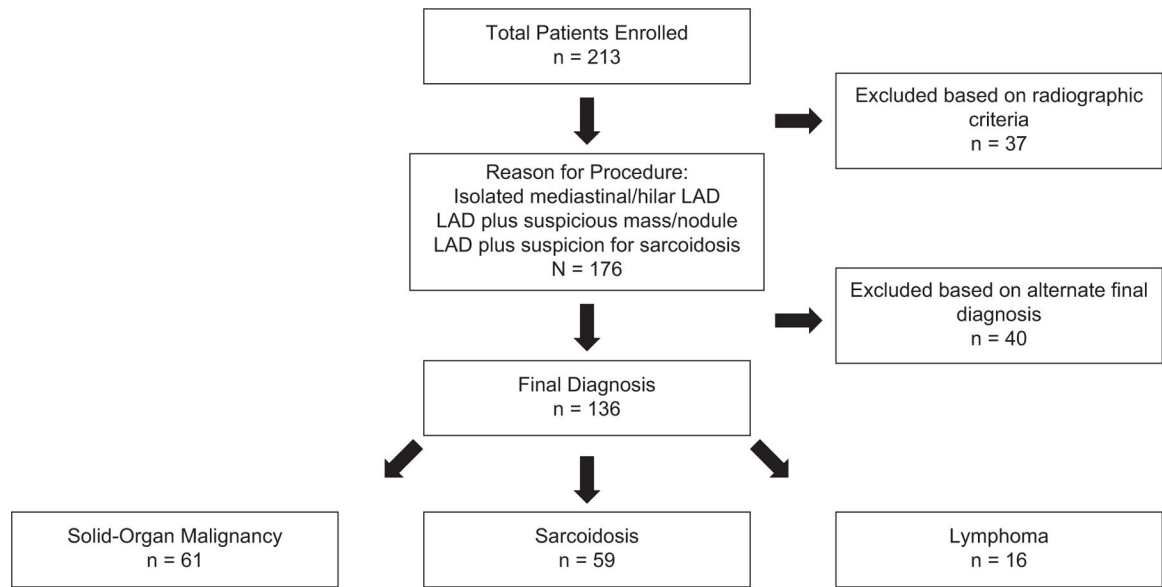 Total Patients Enrolled
n = 213
Excluded based on radiographic
criteria
n = 37
Reason for Procedure:
Isolated mediastinal/hilar LAD
LAD plus suspicious mass/nodule
LAD plus suspicion for sarcoidosis
N = 176
Excluded based on alternate final
diagnosis
n = 40
Final Diagnosis
n = 136
Solid-Organ Malignancy
n = 61
Sarcoidosis
n = 59
Lymphoma
n = 16